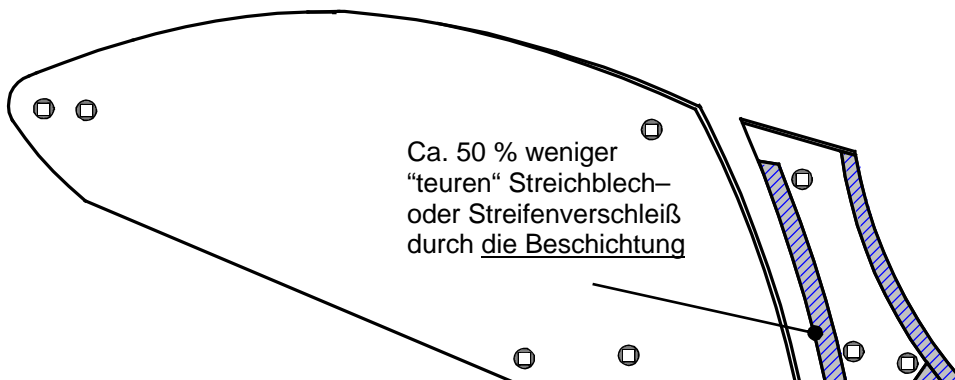 Ca. 50 % weniger
“teuren“ Streichblech–
oder Streifenverschleiß
durch die Beschichtung